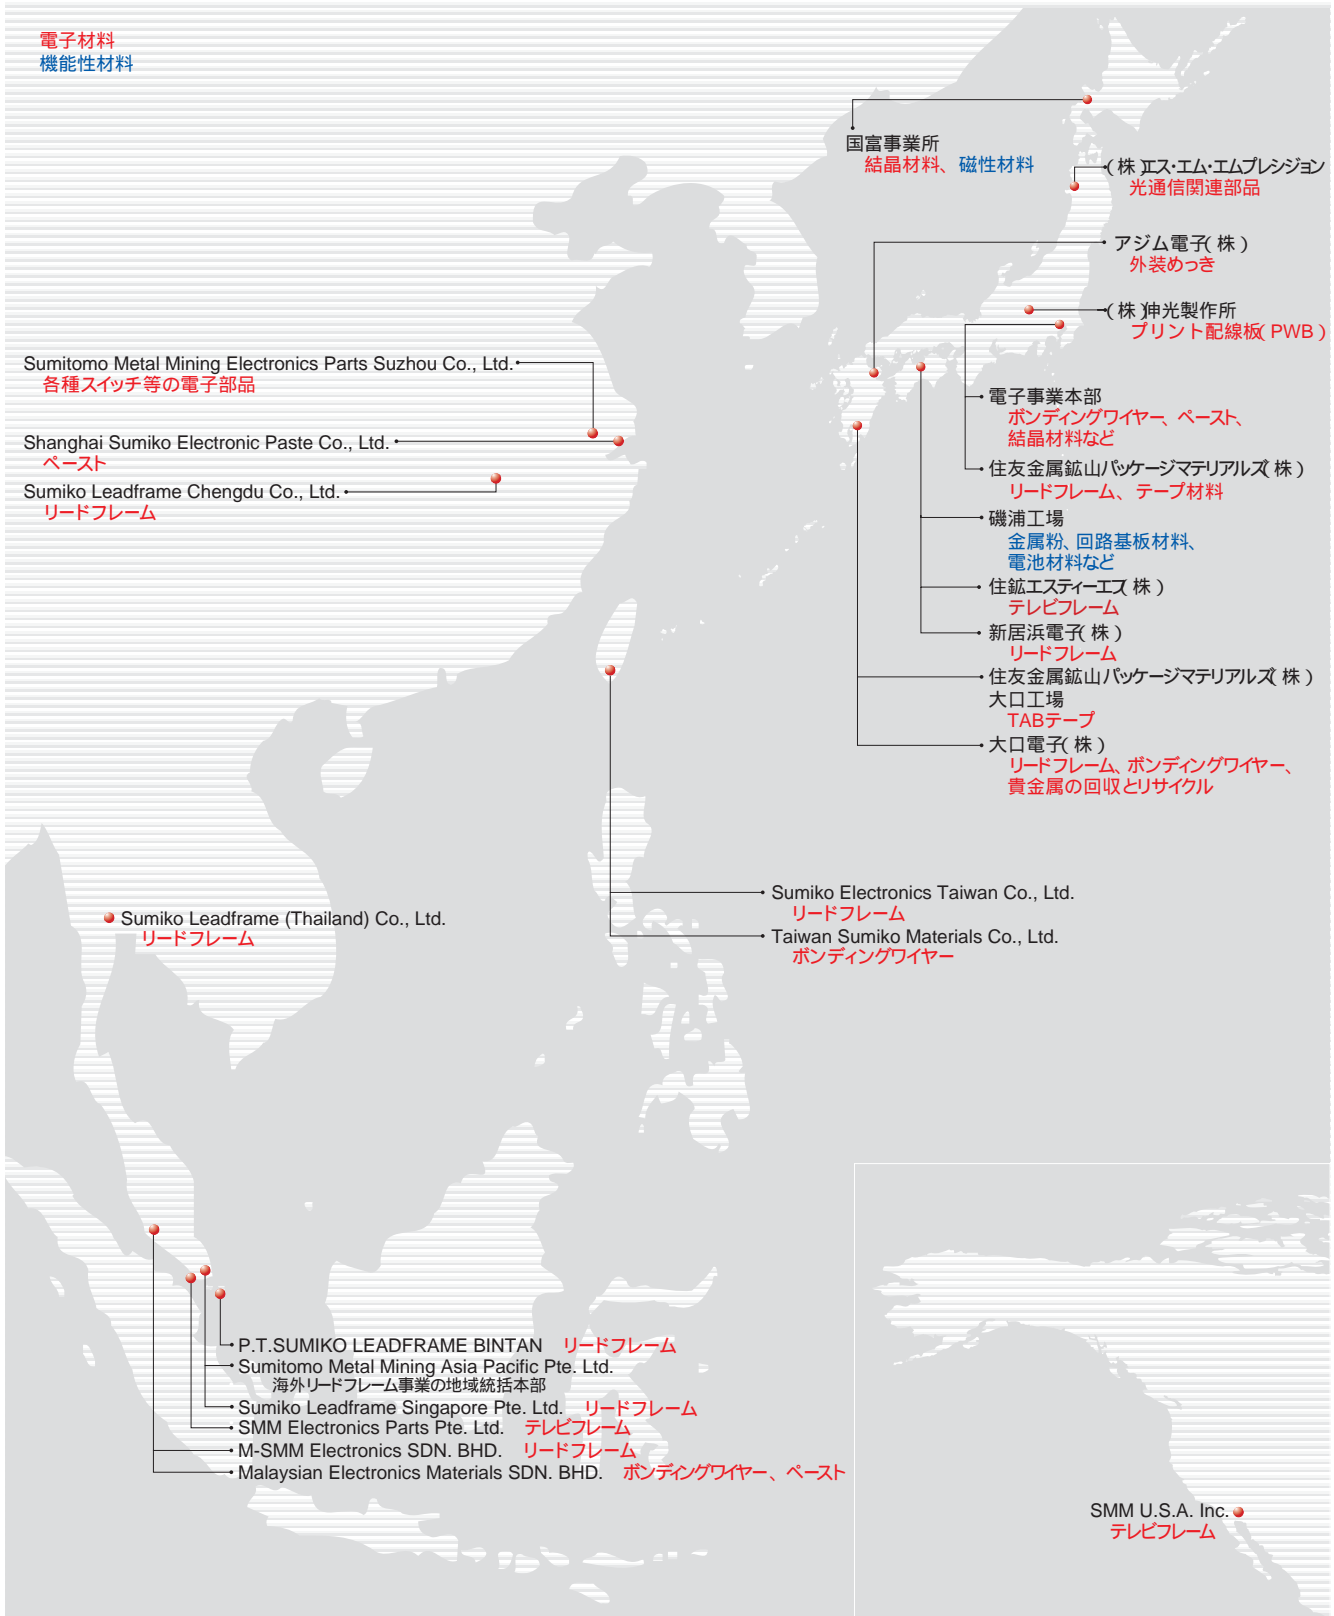 電子材料
機能性材料
国富事業所
結晶材料、磁性材料
(株)エス・エム・エムプレシジョン
光通信関連部品
アジム電子(株)
外装めっき
(株)伸光製作所
プリント配線板(PWB)
電子事業本部
ボンディングワイヤー、ペースト、
結晶材料など
住友金属鉱山パッケージマテリアルズ(株)
リードフレーム、テープ材料
磯浦工場
金属粉、回路基板材料、
電池材料など
住鉱エスティーエス(株)
テレビフレーム
新居浜電子(株)
リードフレーム
住友金属鉱山パッケージマテリアルズ(株)
大口工場
TABテープ
大口電子(株)
リードフレーム、ボンディングワイヤー、
貴金属の回収とリサイクル
Sumitomo Metal Mining Electronics Parts Suzhou Co., Ltd.
各種スイッチ等の電子部品
Shanghai Sumiko Electronic Paste Co., Ltd.
ペースト
Sumiko Leadframe Chengdu Co., Ltd.
リードフレーム
Sumiko Electronics Taiwan Co., Ltd.
リードフレーム
Taiwan Sumiko Materials Co., Ltd.
ボンディングワイヤー
Sumiko Leadframe (Thailand) Co., Ltd.
リードフレーム
P.T.SUMIKO LEADFRAME BINTAN リードフレーム
Sumitomo Metal Mining Asia Pacific Pte. Ltd.
海外リードフレーム事業の地域統括本部
Sumiko Leadframe Singapore Pte. Ltd. リードフレーム
SMM Electronics Parts Pte. Ltd. テレビフレーム
M-SMM Electronics SDN. BHD. リードフレーム
Malaysian Electronics Materials SDN. BHD. ボンディングワイヤー、ペースト
SMM U.S.A. Inc.
テレビフレーム